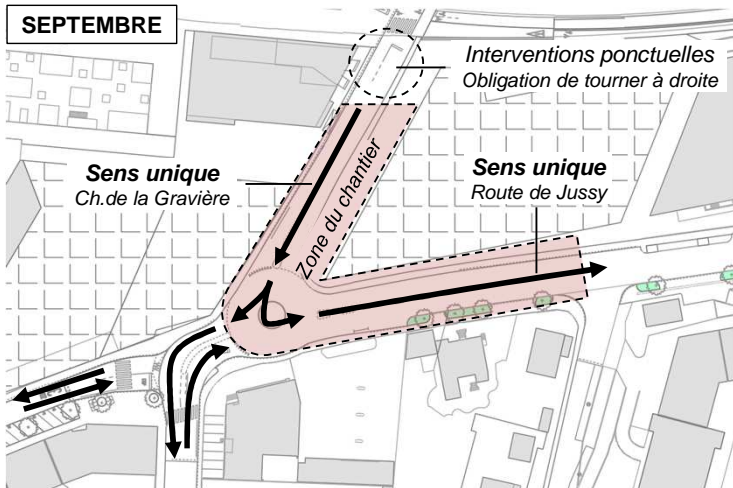 SEPTEMBRE
Interventions ponctuelles
Obligation de tourner à droite
Sens unique
Ch.de la Gravière
Sens unique
Route de Jussy
Zone du chantier